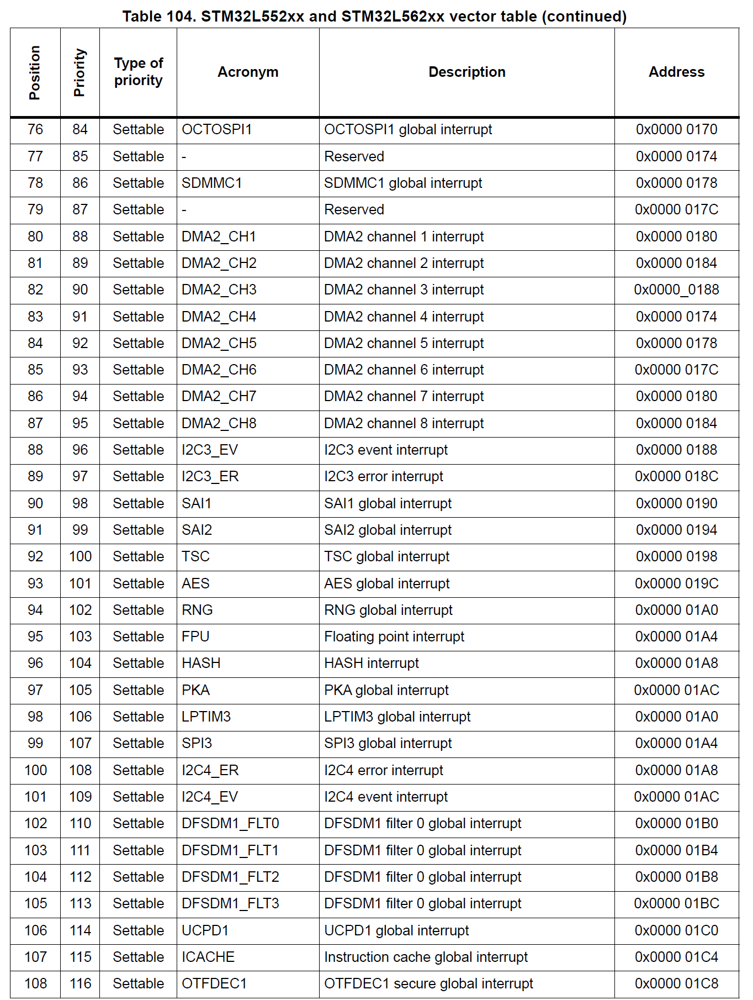 Table 104. STM32L552xx and STM32L562xx vector table (continued)
Position Priority Type of priority Acronym Description Address
76 84 Settable OCTOSPI1 OCTOSPI1 global interrupt 0x0000 0170
77 85 Settable - Reserved 0x0000 0174
78 86 Settable SDMMC1 SDMMC1 global interrupt 0x0000 0178
79 87 Settable - Reserved 0x0000 017C
80 88 Settable DMA2_CH1 DMA2 channel 1 interrupt 0x0000 0180
81 89 Settable DMA2_CH2 DMA2 channel 2 interrupt 0x0000 0184
82 90 Settable DMA2_CH3 DMA2 channel 3 interrupt 0x0000_0188
83 91 Settable DMA2_CH4 DMA2 channel 4 interrupt 0x0000 0174
84 92 Settable DMA2_CH5 DMA2 channel 5 interrupt 0x0000 0178
85 93 Settable DMA2_CH6 DMA2 channel 6 interrupt 0x0000 017C
86 94 Settable DMA2_CH7 DMA2 channel 7 interrupt 0x0000 0180
87 95 Settable DMA2_CH8 DMA2 channel 8 interrupt 0x0000 0184
88 96 Settable I2C3_EV I2C3 event interrupt 0x0000 0188
89 97 Settable I2C3_ER I2C3 error interrupt 0x0000 018C
90 98 Settable SAI1 SAI1 global interrupt 0x0000 0190
91 99 Settable SAI2 SAI2 global interrupt 0x0000 0194
92 100 Settable TSC TSC global interrupt 0x0000 0198
93 101 Settable AES AES global interrupt 0x0000 019C
94 102 Settable RNG RNG global interrupt 0x0000 01A0
95 103 Settable FPU Floating point interrupt 0x0000 01A4
96 104 Settable HASH HASH interrupt 0x0000 01A8
97 105 Settable PKA PKA global interrupt 0x0000 01AC
98 106 Settable LPTIM3 LPTIM3 global interrupt 0x0000 01A0
99 107 Settable SPI3 SPI3 global interrupt 0x0000 01A4
100 108 Settable I2C4_ER I2C4 error interrupt 0x0000 01A8
101 109 Settable I2C4_EV I2C4 event interrupt 0x0000 01AC
102 110 Settable DFSDM1_FLT0 DFSDM1 filter 0 global interrupt 0x0000 01B0
103 111 Settable DFSDM1_FLT1 DFSDM1 filter 0 global interrupt 0x0000 01B4
104 112 Settable DFSDM1_FLT2 DFSDM1 filter 0 global interrupt 0x0000 01B8
105 113 Settable DFSDM1_FLT3 DFSDM1 filter 0 global interrupt 0x0000 01BC
106 114 Settable UCPD1 UCPD1 global interrupt 0x0000 01C0
107 115 Settable ICACHE Instruction cache global interrupt 0x0000 01C4
108 116 Settable OTFDEC1 OTFDEC1 secure global interrupt 0x0000 01C8